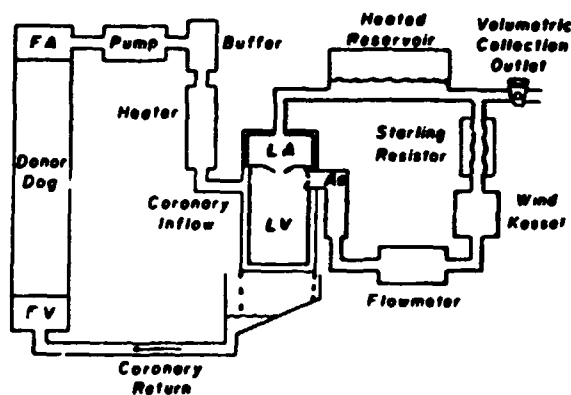 Heated
Reservoir
Volumetric
Collection
Outlet
FA
Pump
Buffer
Heater
Starling
Resistor
Donor
Dog
LA
Ao
Coronary
Inflow
LV
Wind
Kessel
Flowmeter
FV
Coronary
Return